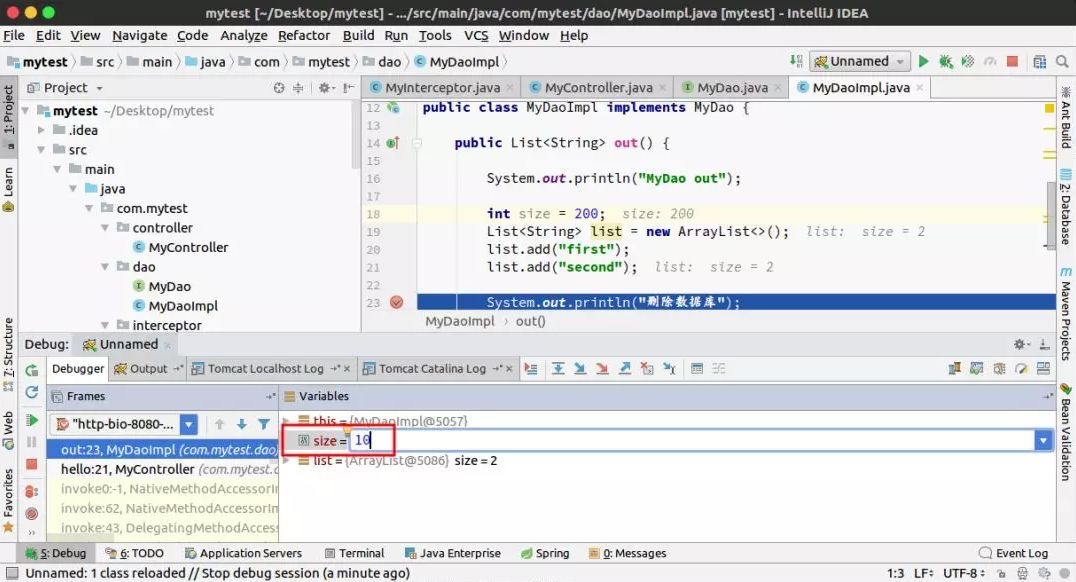 mytest [~/Desktop/mytest] - .../src/main/java/com/mytest/dao/MyDaoImpl.java [mytest] - IntelliJ IDEA
File Edit View Navigate Code Analyze Refactor Build Run Tools VCS Window Help
mytest src main java com mytest dao MyDaoImpl Unnamed
Project MyInterceptor.java MyController.java MyDao.java MyDaoImpl.java
1: Project
Learn
Z: Structure
Web
Favorites
mytest ~/Desktop/mytest
.idea
src
main
java
com.mytest
controller
MyController
dao
MyDao
MyDaoImpl
interceptor
12 public class MyDaoImpl implements MyDao {
13
14 public List<String> out() {
15
16 System.out.println("MyDao out");
17
18 int size = 200; size: 200
19 List<String> list = new ArrayList<>(); list: size = 2
20 list.add("first");
21 list.add("second"); list: size = 2
22
23 System.out.println("删除数据库");
MyDaoImpl › out()
Ant Build
2: Database
m Maven Projects
Bean Validation
Debug: Unnamed
Debugger Output Tomcat Localhost Log Tomcat Catalina Log
Frames
"http-bio-8080-...
out:23, MyDaoImpl (com.mytest.dao)
hello:21, MyController (com.mytest.c
invoke0:-1, NativeMethodAccessorIm
invoke:62, NativeMethodAccessorIm
invoke:43, DelegatingMethodAccess
Variables
this = {MyDaoImpl@5057}
size = 10
list = {ArrayList@5086} size = 2
5: Debug 6: TODO Application Servers Terminal Java Enterprise Spring 0: Messages Event Log
Unnamed: 1 class reloaded // Stop debug session (a minute ago) 1:3 LF÷ UTF-8÷